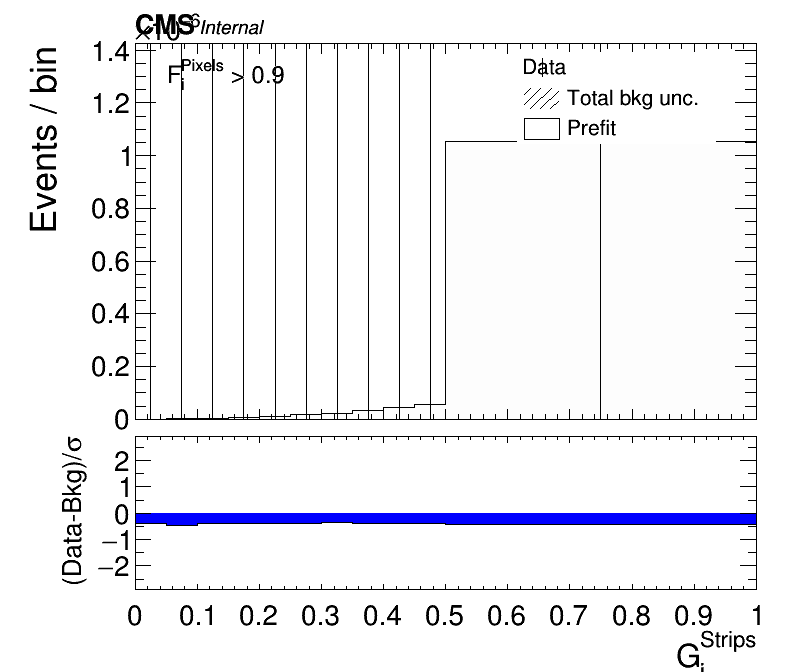 CMS Internal
×10⁶
F_i^Pixels > 0.9
Data
Total bkg unc.
Prefit
Events / bin
1.4
1.2
1
0.8
0.6
0.4
0.2
0
(Data-Bkg)/σ
2
1
0
−1
−2
0 0.1 0.2 0.3 0.4 0.5 0.6 0.7 0.8 0.9 1
G_i^Strips